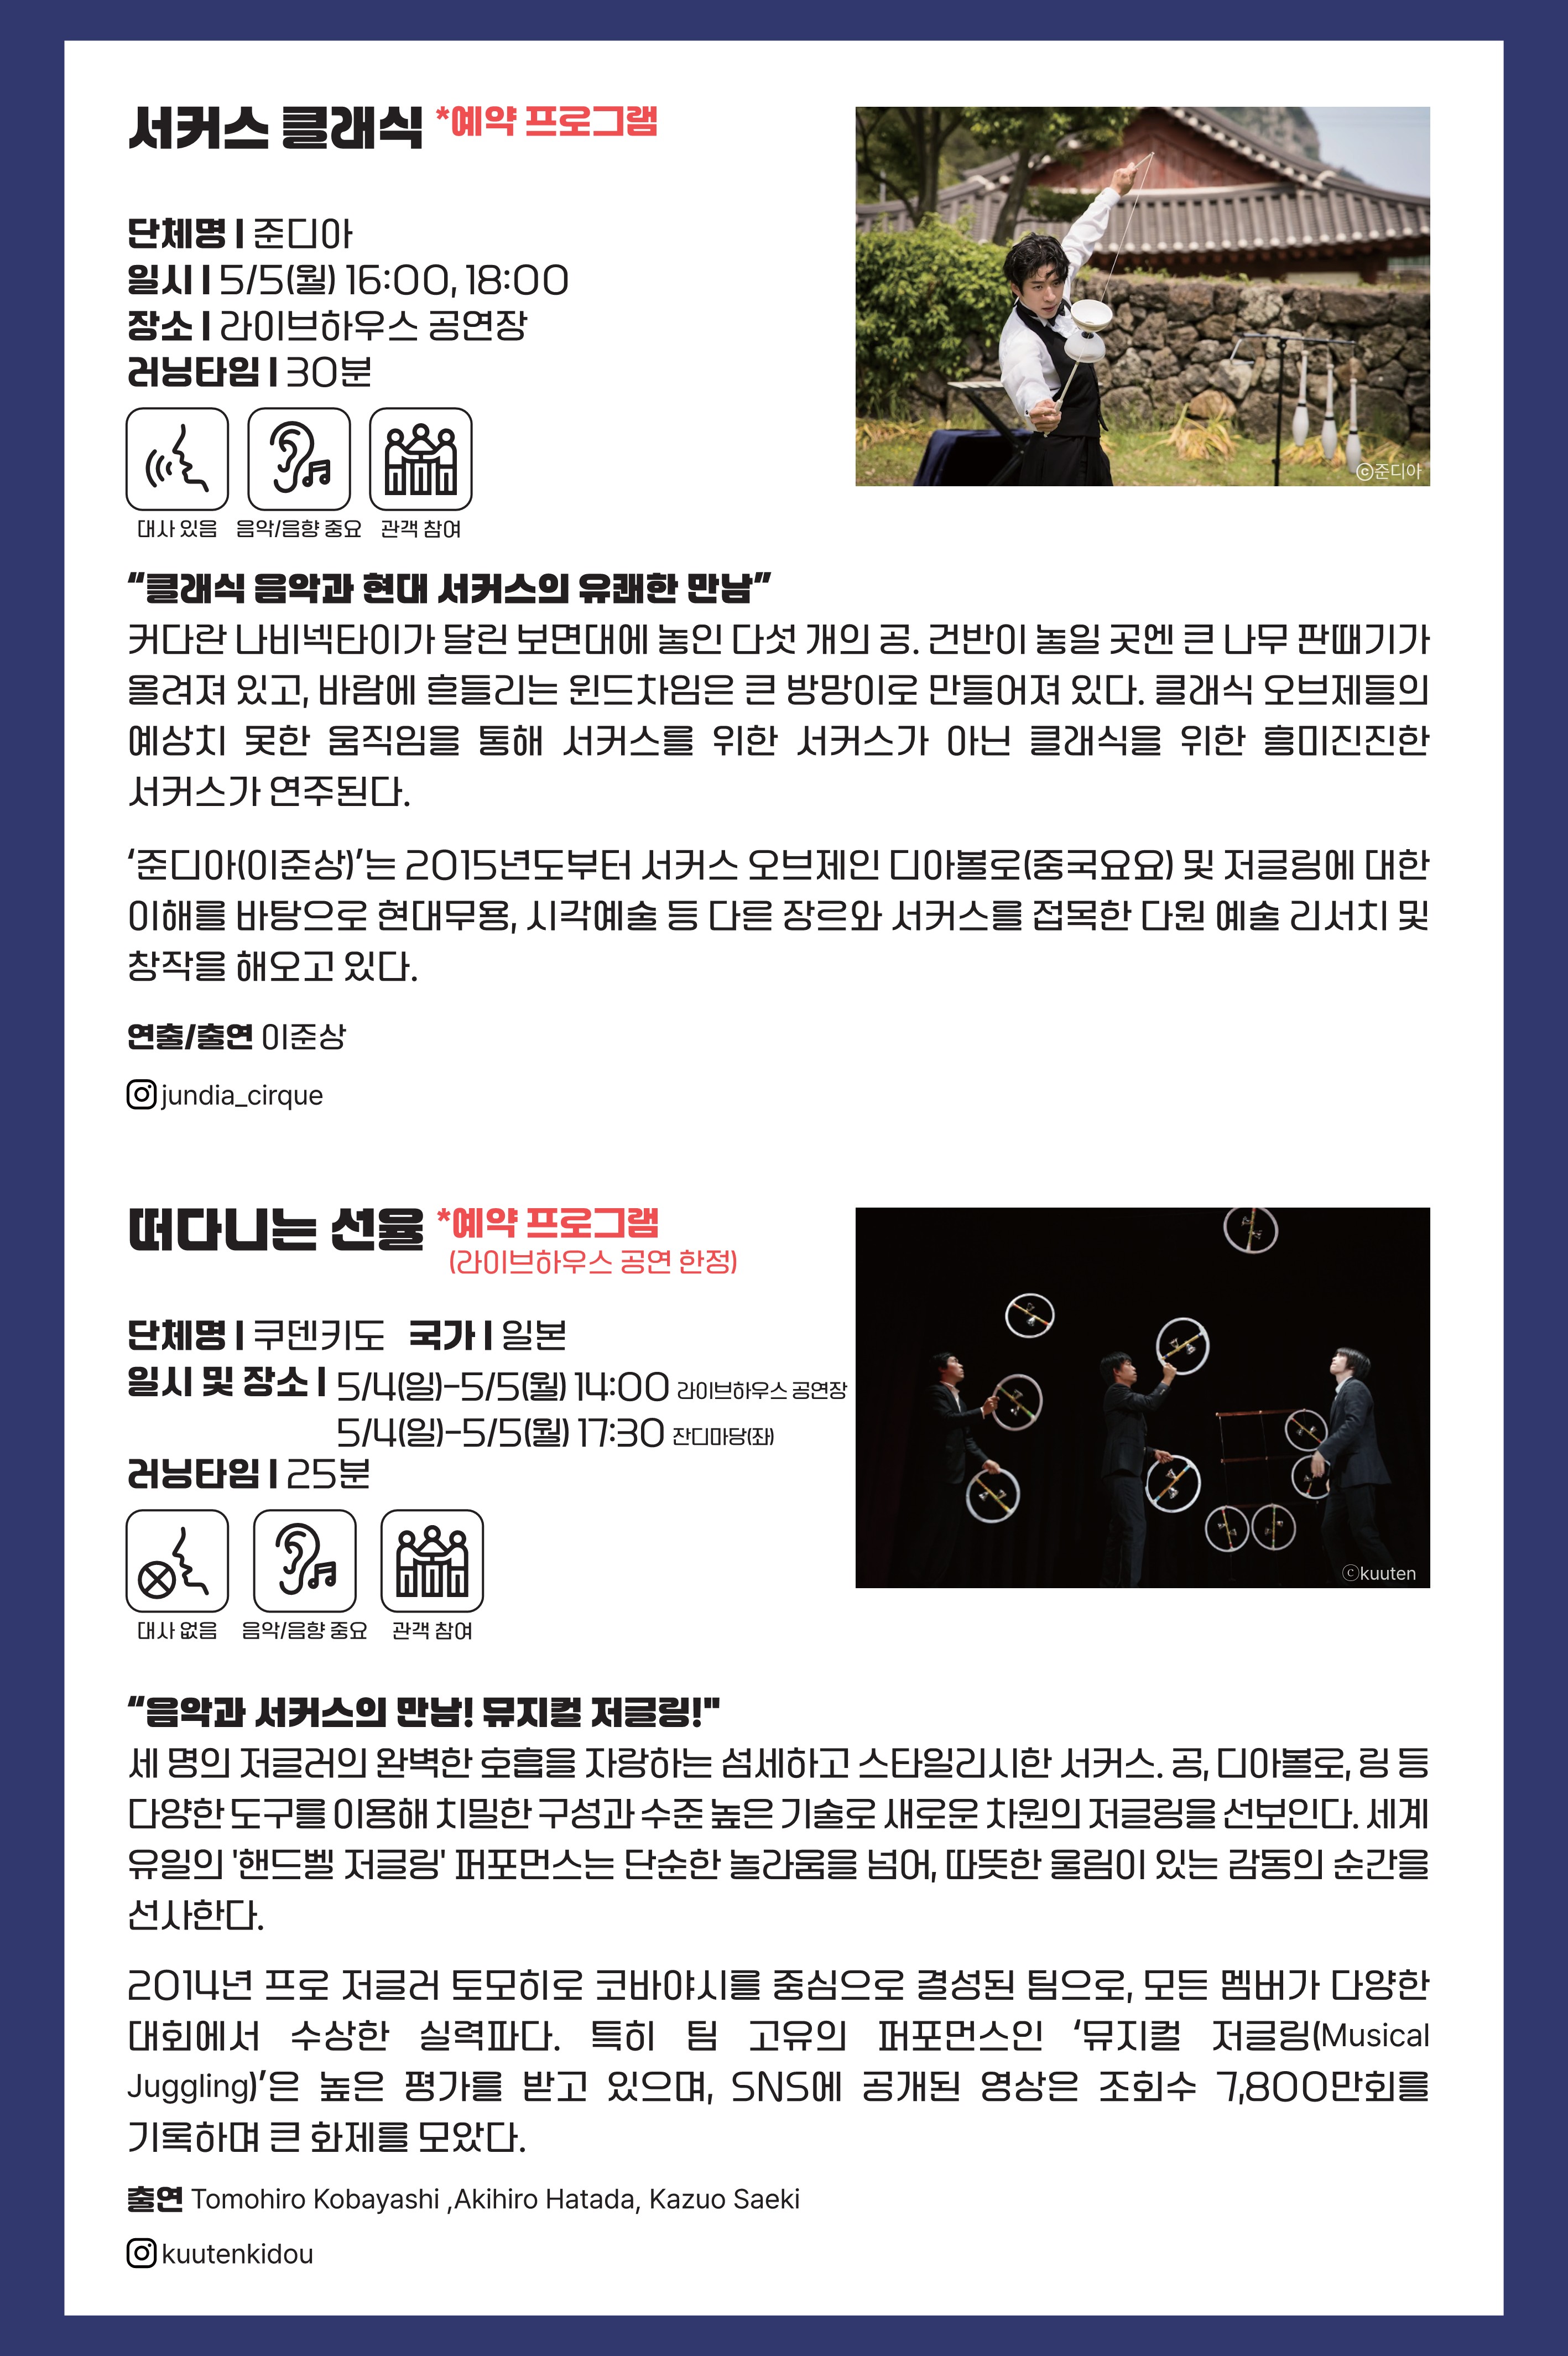 서커스 클래식 *예약 프로그램
단체명 | 준디아
일시 | 5/5(월) 16:00, 18:00
장소 | 라이브하우스 공연장
러닝타임 | 30분
대사 있음 음악/음향 중요 관객 참여
ⓒ준디아
“클래식 음악과 현대 서커스의 유쾌한 만남”
커다란 나비넥타이가 달린 보면대에 놓인 다섯 개의 공. 건반이 놓일 곳엔 큰 나무 판때기가
올려져 있고, 바람에 흔들리는 윈드차임은 큰 방망이로 만들어져 있다. 클래식 오브제들의
예상치 못한 움직임을 통해 서커스를 위한 서커스가 아닌 클래식을 위한 흥미진진한
서커스가 연주된다.
‘준디아(이준상)’는 2015년도부터 서커스 오브제인 디아볼로(중국요요) 및 저글링에 대한
이해를 바탕으로 현대무용, 시각예술 등 다른 장르와 서커스를 접목한 다원 예술 리서치 및
창작을 해오고 있다.
연출/출연 이준상
jundia_cirque
떠다니는 선율 *예약 프로그램
(라이브하우스 공연 한정)
단체명 | 쿠덴키도 국가 | 일본
일시 및 장소 | 5/4(일)-5/5(월) 14:00 라이브하우스 공연장
5/4(일)-5/5(월) 17:30 잔디마당(좌)
러닝타임 | 25분
대사 없음 음악/음향 중요 관객 참여
ⓒkuuten
“음악과 서커스의 만남! 뮤지컬 저글링!"
세 명의 저글러의 완벽한 호흡을 자랑하는 섬세하고 스타일리시한 서커스. 공, 디아볼로, 링 등
다양한 도구를 이용해 치밀한 구성과 수준 높은 기술로 새로운 차원의 저글링을 선보인다. 세계
유일의 '핸드벨 저글링' 퍼포먼스는 단순한 놀라움을 넘어, 따뜻한 울림이 있는 감동의 순간을
선사한다.
2014년 프로 저글러 토모히로 코바야시를 중심으로 결성된 팀으로, 모든 멤버가 다양한
대회에서 수상한 실력파다. 특히 팀 고유의 퍼포먼스인 ‘뮤지컬 저글링(Musical
Juggling)’은 높은 평가를 받고 있으며, SNS에 공개된 영상은 조회수 7,800만회를
기록하며 큰 화제를 모았다.
출연 Tomohiro Kobayashi ,Akihiro Hatada, Kazuo Saeki
kuutenkidou